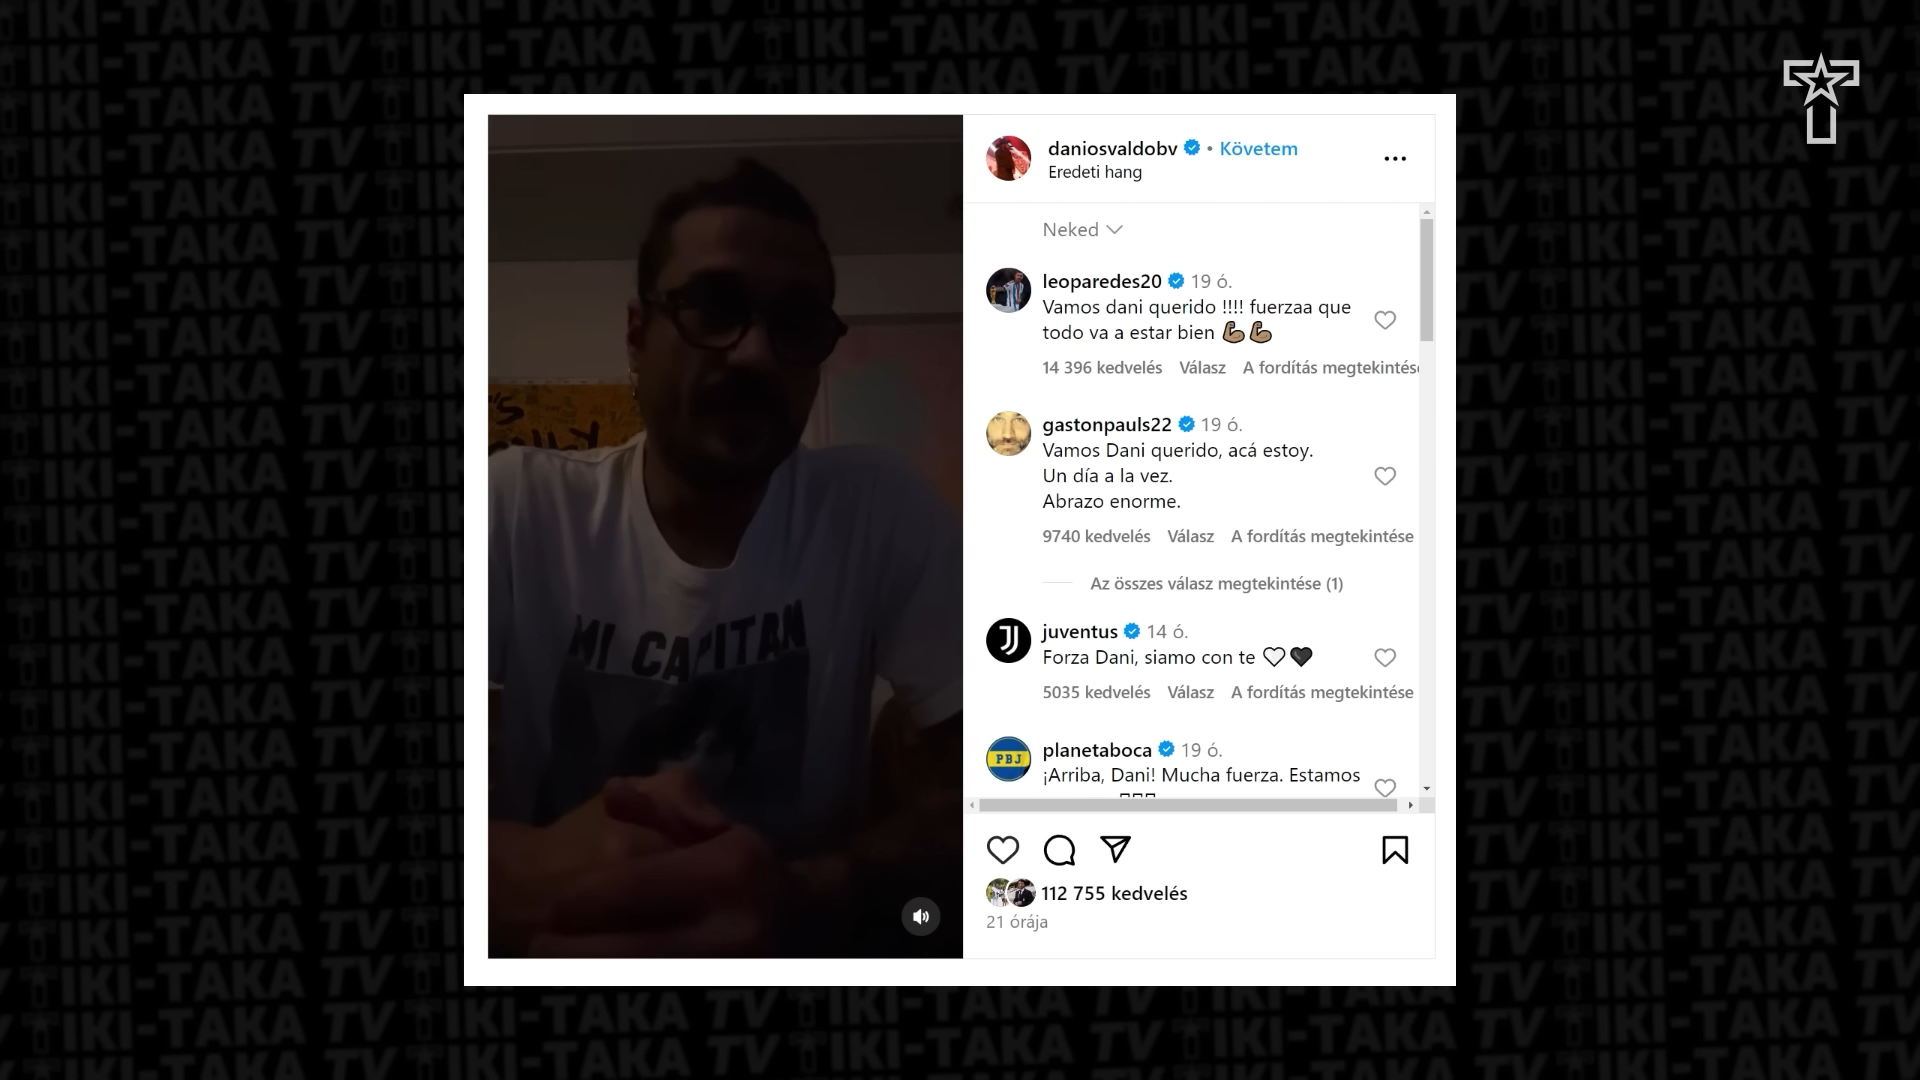 TIKI-TAKA TV
daniosvaldobv • Követem
Eredeti hang
Neked
leoparedes20 19 ó.
Vamos dani querido !!!! fuerzaa que
todo va a estar bien 💪🏽💪🏽
14 396 kedvelés Válasz A fordítás megtekintése
gastonpauls22 19 ó.
Vamos Dani querido, acá estoy.
Un día a la vez.
Abrazo enorme.
9740 kedvelés Válasz A fordítás megtekintése
Az összes válasz megtekintése (1)
juventus 14 ó.
Forza Dani, siamo con te 🤍🖤
5035 kedvelés Válasz A fordítás megtekintése
PBJ
planetaboca 19 ó.
¡Arriba, Dani! Mucha fuerza. Estamos
112 755 kedvelés
21 órája
MI CAPITAN